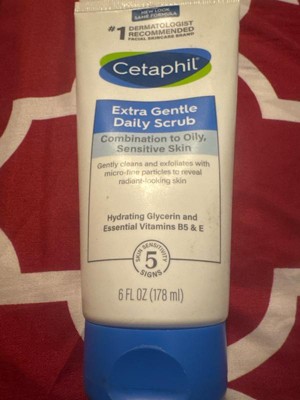 NEW LOOK
SAME FORMULA
#1 DERMATOLOGIST
RECOMMENDED
FACIAL SKINCARE BRAND
Cetaphil
Extra Gentle
Daily Scrub
Combination to Oily,
Sensitive Skin
Gently cleans and exfoliates with
micro-fine particles to reveal
radiant-looking skin
Hydrating Glycerin and
Essential Vitamins B5 & E
SKIN SENSITIVITY
5
SIGNS
6 FL OZ (178 ml)